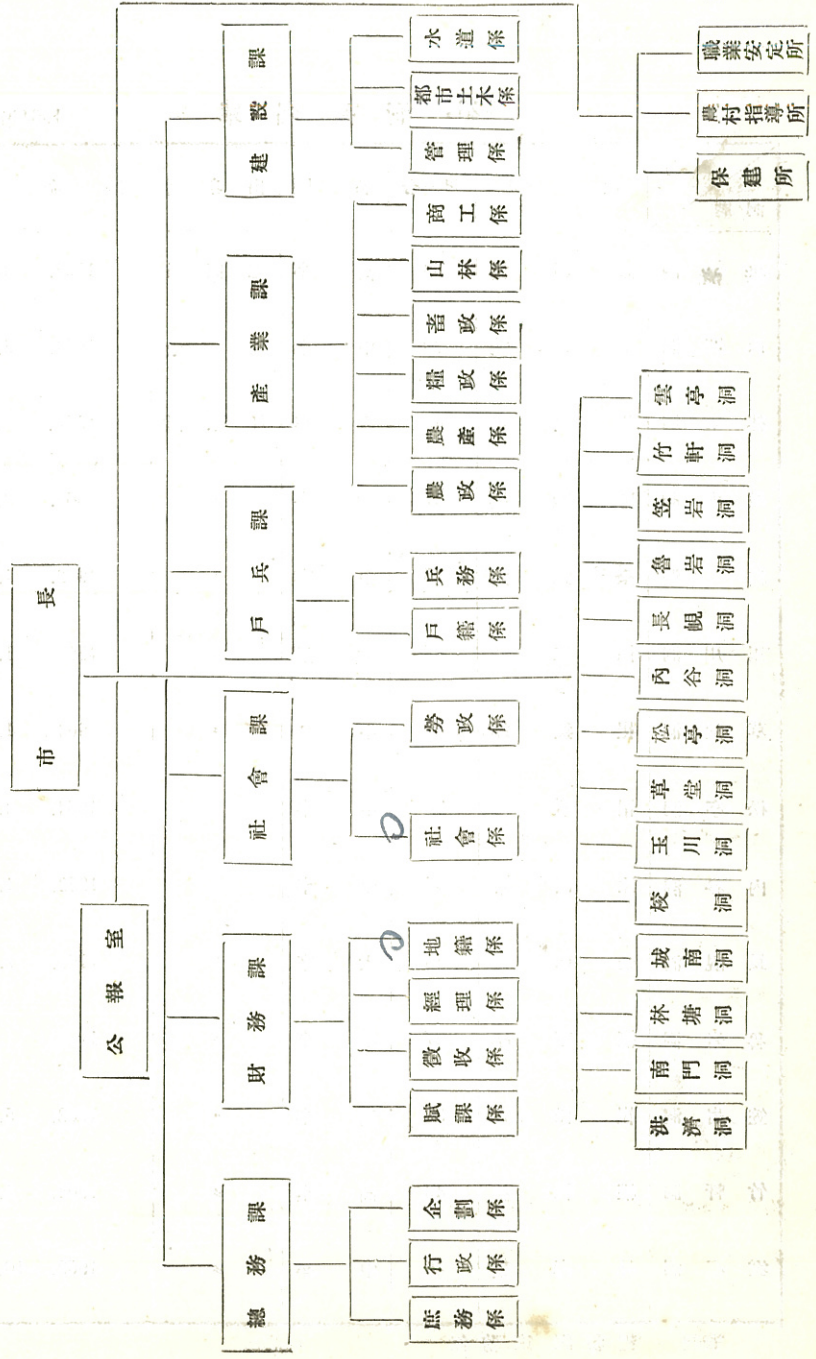 市長
公報室
總務課
財務課
社會課
戶兵課
產業課
建設課
庶務係
行政係
企劃係
賦課係
徵收係
經理係
地籍係
社會係
勞政係
戶籍係
兵務係
農政係
農產係
糧政係
畜政係
山林係
商工係
管理係
都市土木係
水道係
洪濟洞
南門洞
林塘洞
城南洞
校洞
玉川洞
草堂洞
松亭洞
內谷洞
長峴洞
魯岩洞
笠岩洞
竹軒洞
雲亭洞
保建所
農村指導所
職業安定所